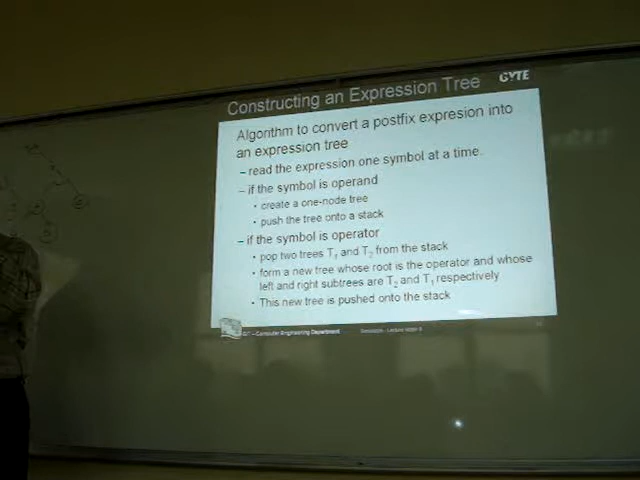 Constructing an Expression Tree
GYTE
Algorithm to convert a postfix expresion into
an expression tree
– read the expression one symbol at a time.
– if the symbol is operand
• create a one-node tree
• push the tree onto a stack
– if the symbol is operator
• pop two trees T1 and T2 from the stack
• form a new tree whose root is the operator and whose
left and right subtrees are T2 and T1 respectively
• This new tree is pushed onto the stack
– Computer Engineering Department
Lecture